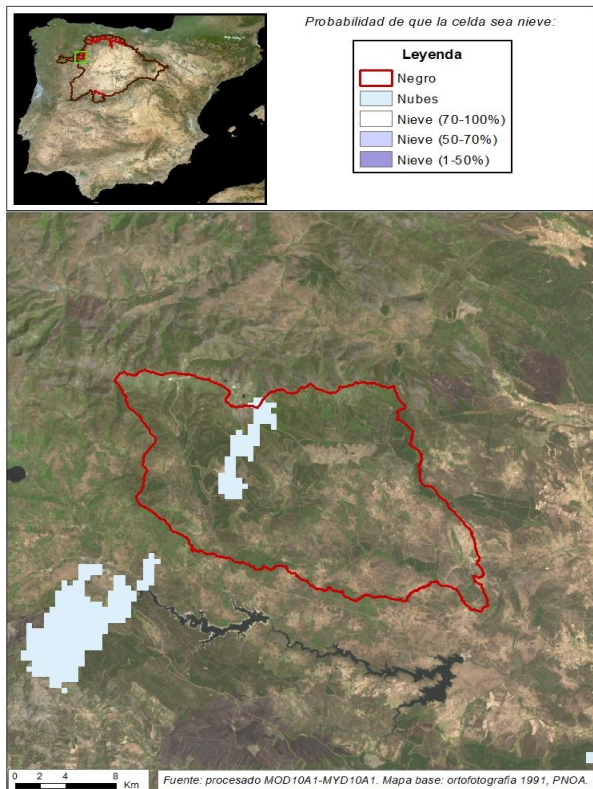 Probabilidad de que la celda sea nieve:
Leyenda
Negro
Nubes
Nieve (70-100%)
Nieve (50-70%)
Nieve (1-50%)
0 2 4 8
Km
Fuente: procesado MOD10A1-MYD10A1. Mapa base: ortofotografia 1991, PNOA.